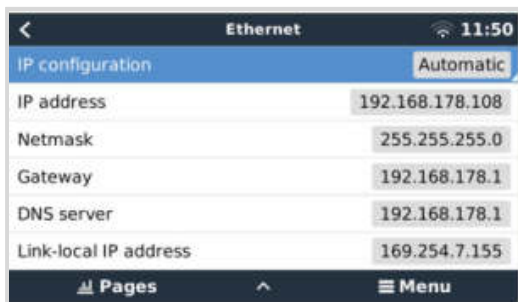 Ethernet 11:50
IP configuration Automatic
IP address 192.168.178.108
Netmask 255.255.255.0
Gateway 192.168.178.1
DNS server 192.168.178.1
Link-local IP address 169.254.7.155
Pages Menu